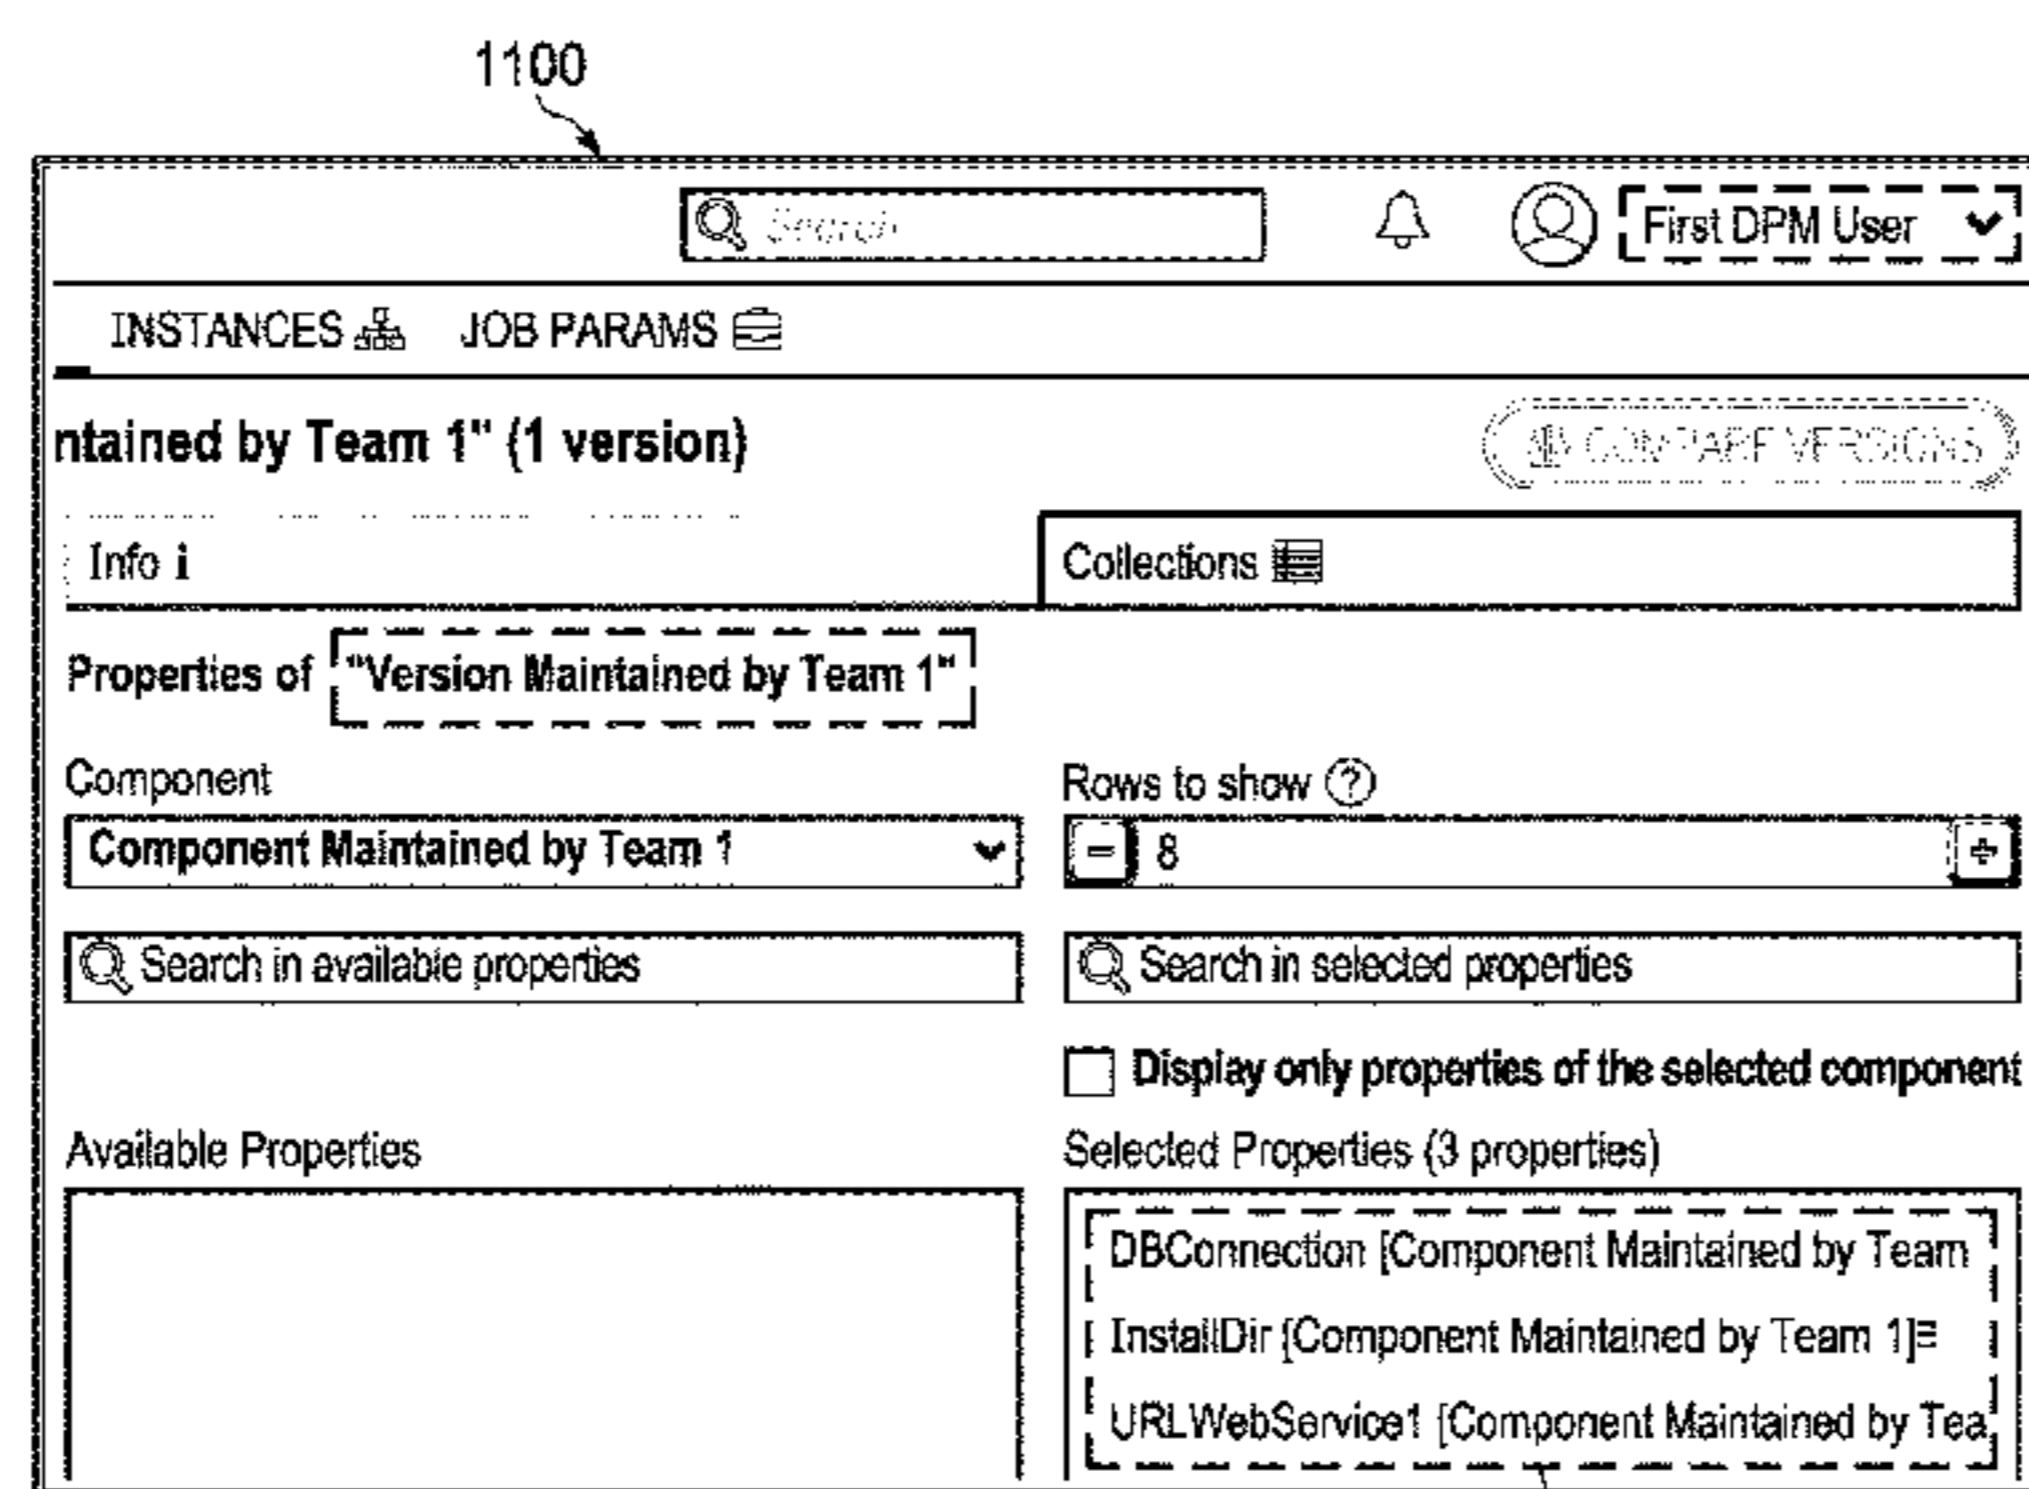 1100
Search First DPM User
INSTANCES JOB PARAMS
ntained by Team 1" (1 version) COMPARE VERSIONS
Info i Collections
Properties of "Version Maintained by Team 1"
Component Rows to show ?
Component Maintained by Team 1 - 8 +
Search in available properties Search in selected properties
Display only properties of the selected component
Available Properties Selected Properties (3 properties)
DBConnection [Component Maintained by Team
InstallDir [Component Maintained by Team 1]
URLWebService1 [Component Maintained by Tea